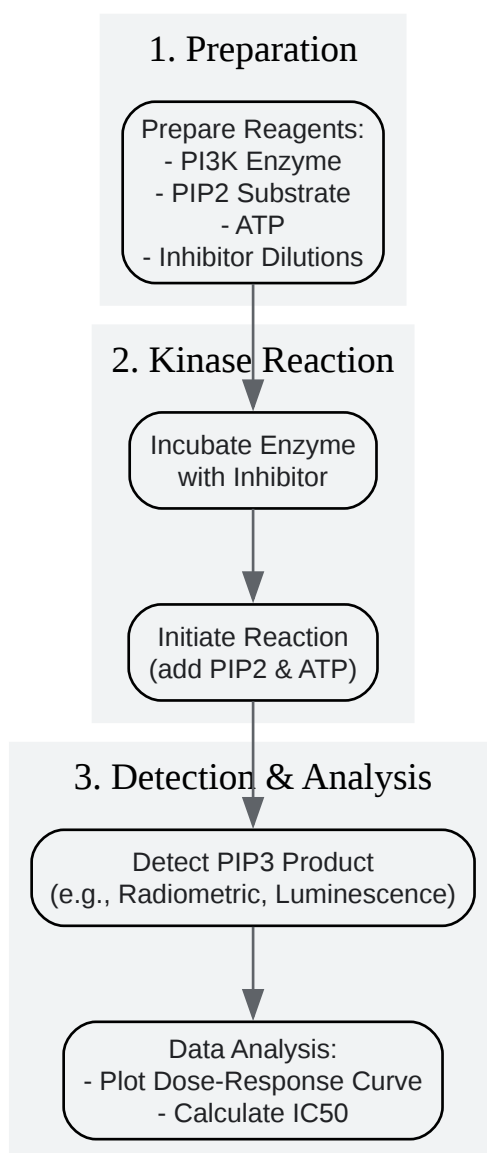 1. Preparation
Prepare Reagents:
- PI3K Enzyme
- PIP2 Substrate
- ATP
- Inhibitor Dilutions
2. Kinase Reaction
Incubate Enzyme
with Inhibitor
Initiate Reaction
(add PIP2 & ATP)
3. Detection & Analysis
Detect PIP3 Product
(e.g., Radiometric, Luminescence)
Data Analysis:
- Plot Dose-Response Curve
- Calculate IC50